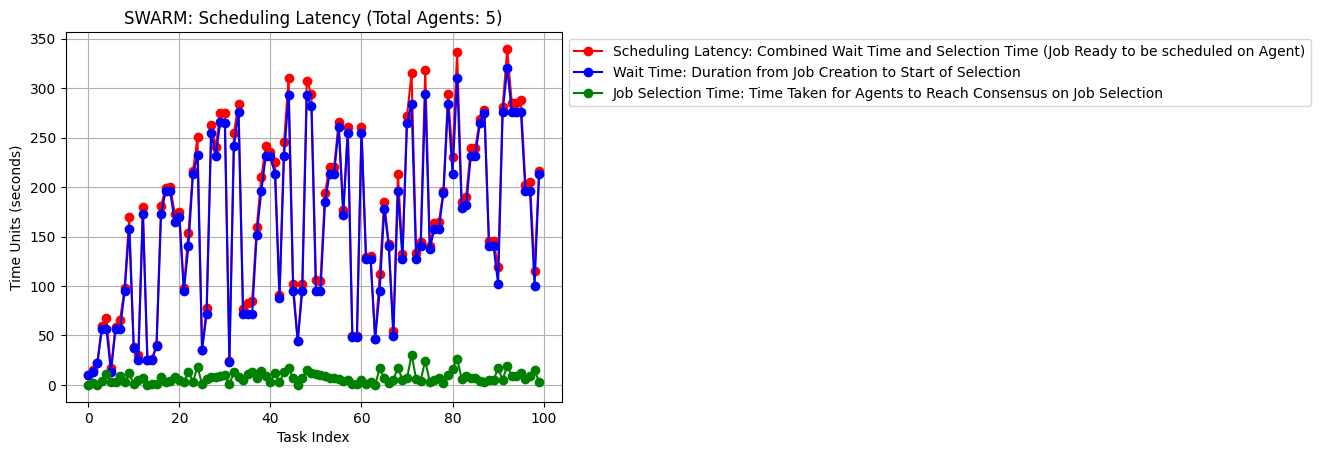 SWARM: Scheduling Latency (Total Agents: 5)
Scheduling Latency: Combined Wait Time and Selection Time (Job Ready to be scheduled on Agent)
Wait Time: Duration from Job Creation to Start of Selection
Job Selection Time: Time Taken for Agents to Reach Consensus on Job Selection
Time Units (seconds)
350
300
250
200
150
100
50
0
0 20 40 60 80 100
Task Index